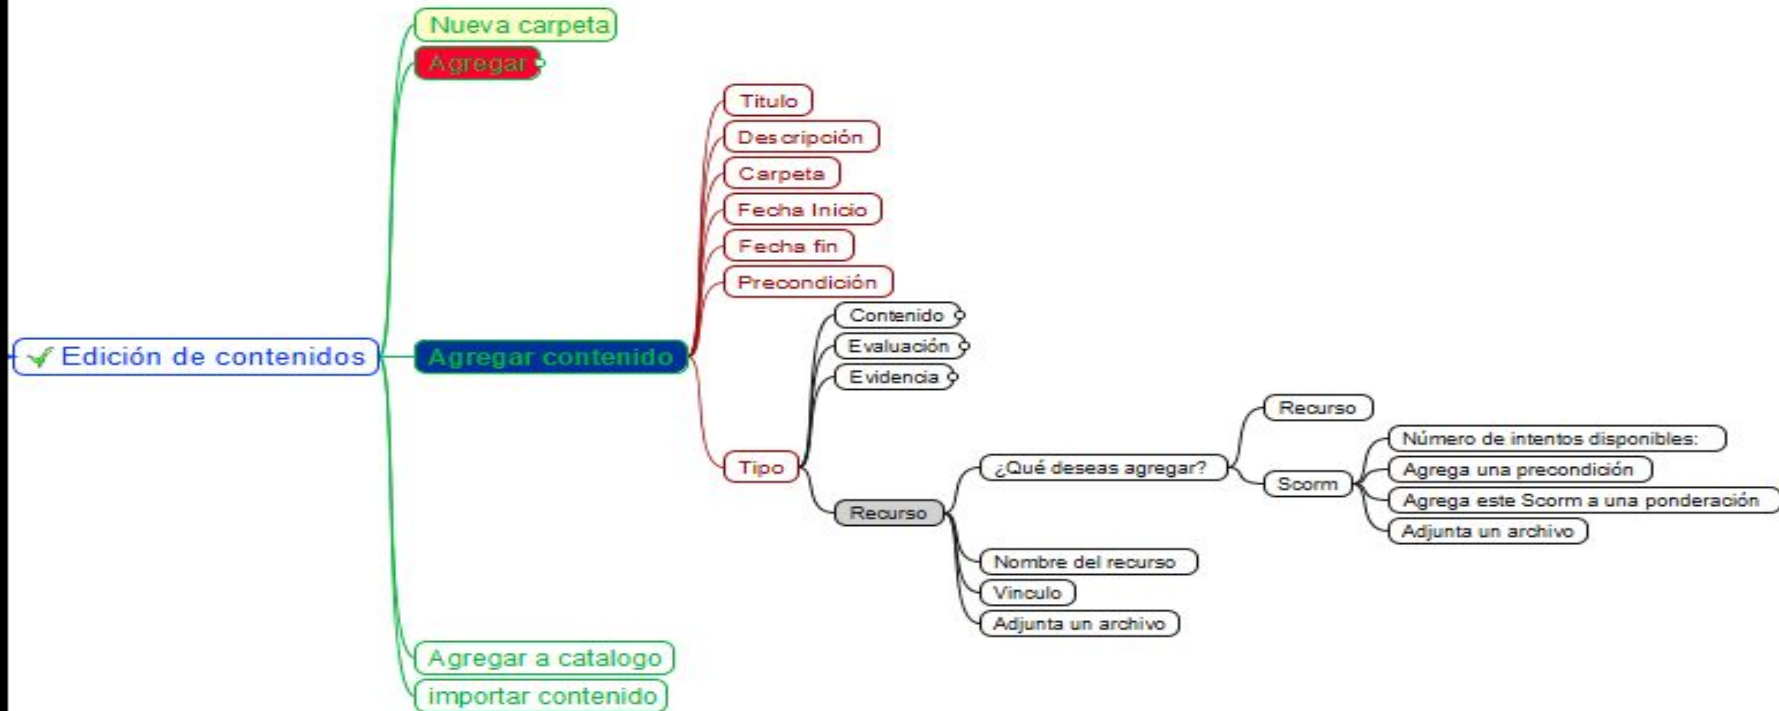 Nueva carpeta
Agregar
Titulo
Descripción
Carpeta
Fecha Inicio
Fecha fin
Precondición
Contenido
Evaluación
Edición de contenidos
Agregar contenido
Evidencia
Recurso
Número de intentos disponibles:
Tipo
¿Qué deseas agregar?
Agrega una precondición
Scorm
Agrega este Scorm a una ponderación
Recurso
Adjunta un archivo
Nombre del recurso
Vinculo
Adjunta un archivo
Agregar a catalogo
importar contenido